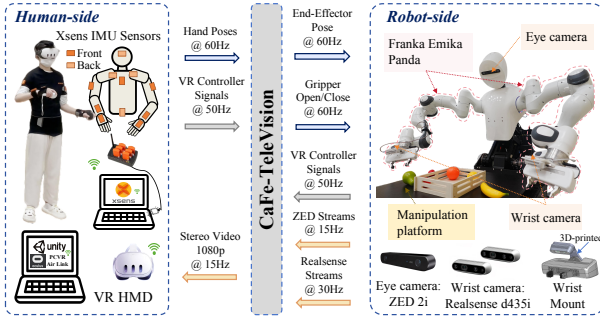 Human-side
Xsens IMU Sensors
Front
Back
xsens
unity
PCVR
Air Link
VR HMD
Hand Poses
@ 60Hz
VR Controller
Signals
@ 50Hz
Stereo Video
1080p
@ 15Hz
CaFe-TeleVision
End-Effector
Pose
@ 60Hz
Gripper
Open/Close
@ 60Hz
VR Controller
Signals
@ 50Hz
ZED Streams
@ 15Hz
Realsense
Streams
@ 30Hz
Robot-side
Franka Emika
Panda
Eye camera
Manipulation
platform
Wrist camera
3D-printed
Eye camera:
ZED 2i
Wrist camera:
Realsense d435i
Wrist
Mount